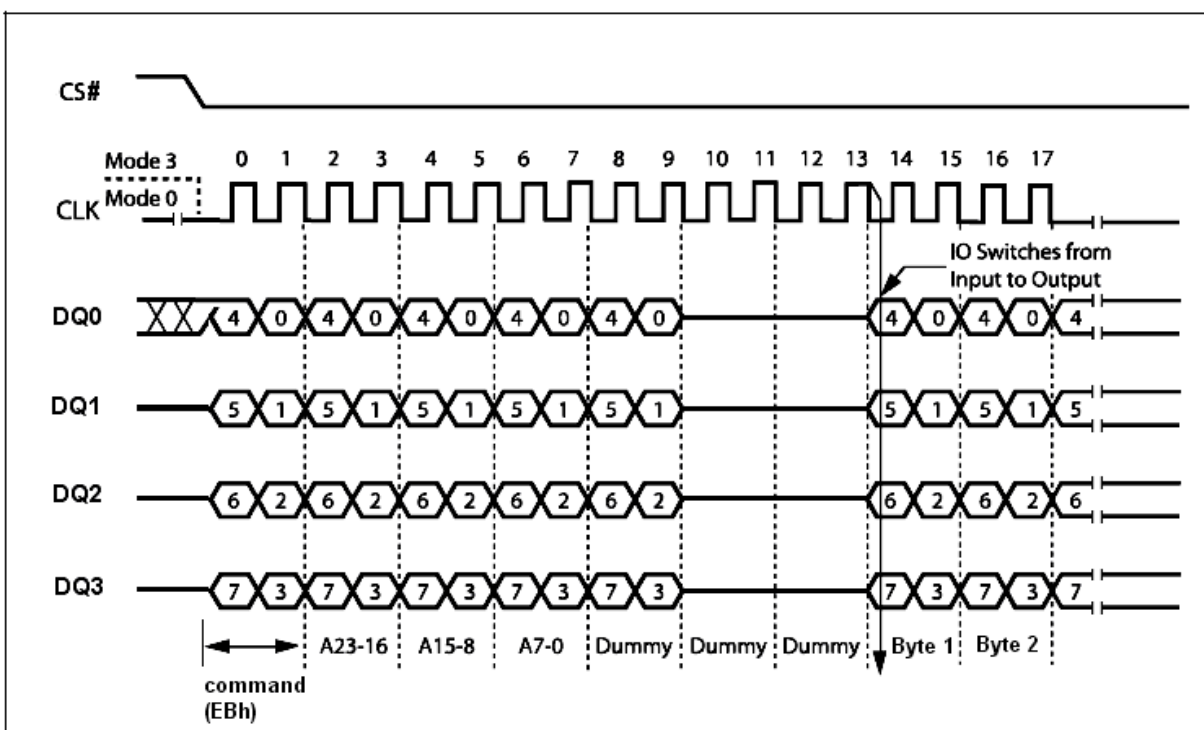 CS#
Mode 3
0 1 2 3 4 5 6 7 8 9 10 11 12 13 14 15 16 17
CLK
Mode 0
IO Switches from
Input to Output
DQ0
4 0 4 0 4 0 4 0 4 0 4 0 4 0 4
DQ1
5 1 5 1 5 1 5 1 5 1 5 1 5 1 5
DQ2
6 2 6 2 6 2 6 2 6 2 6 2 6 2 6
DQ3
7 3 7 3 7 3 7 3 7 3 7 3 7 3 7
A23-16 A15-8 A7-0 Dummy Dummy Dummy Byte 1 Byte 2
command
(EBh)